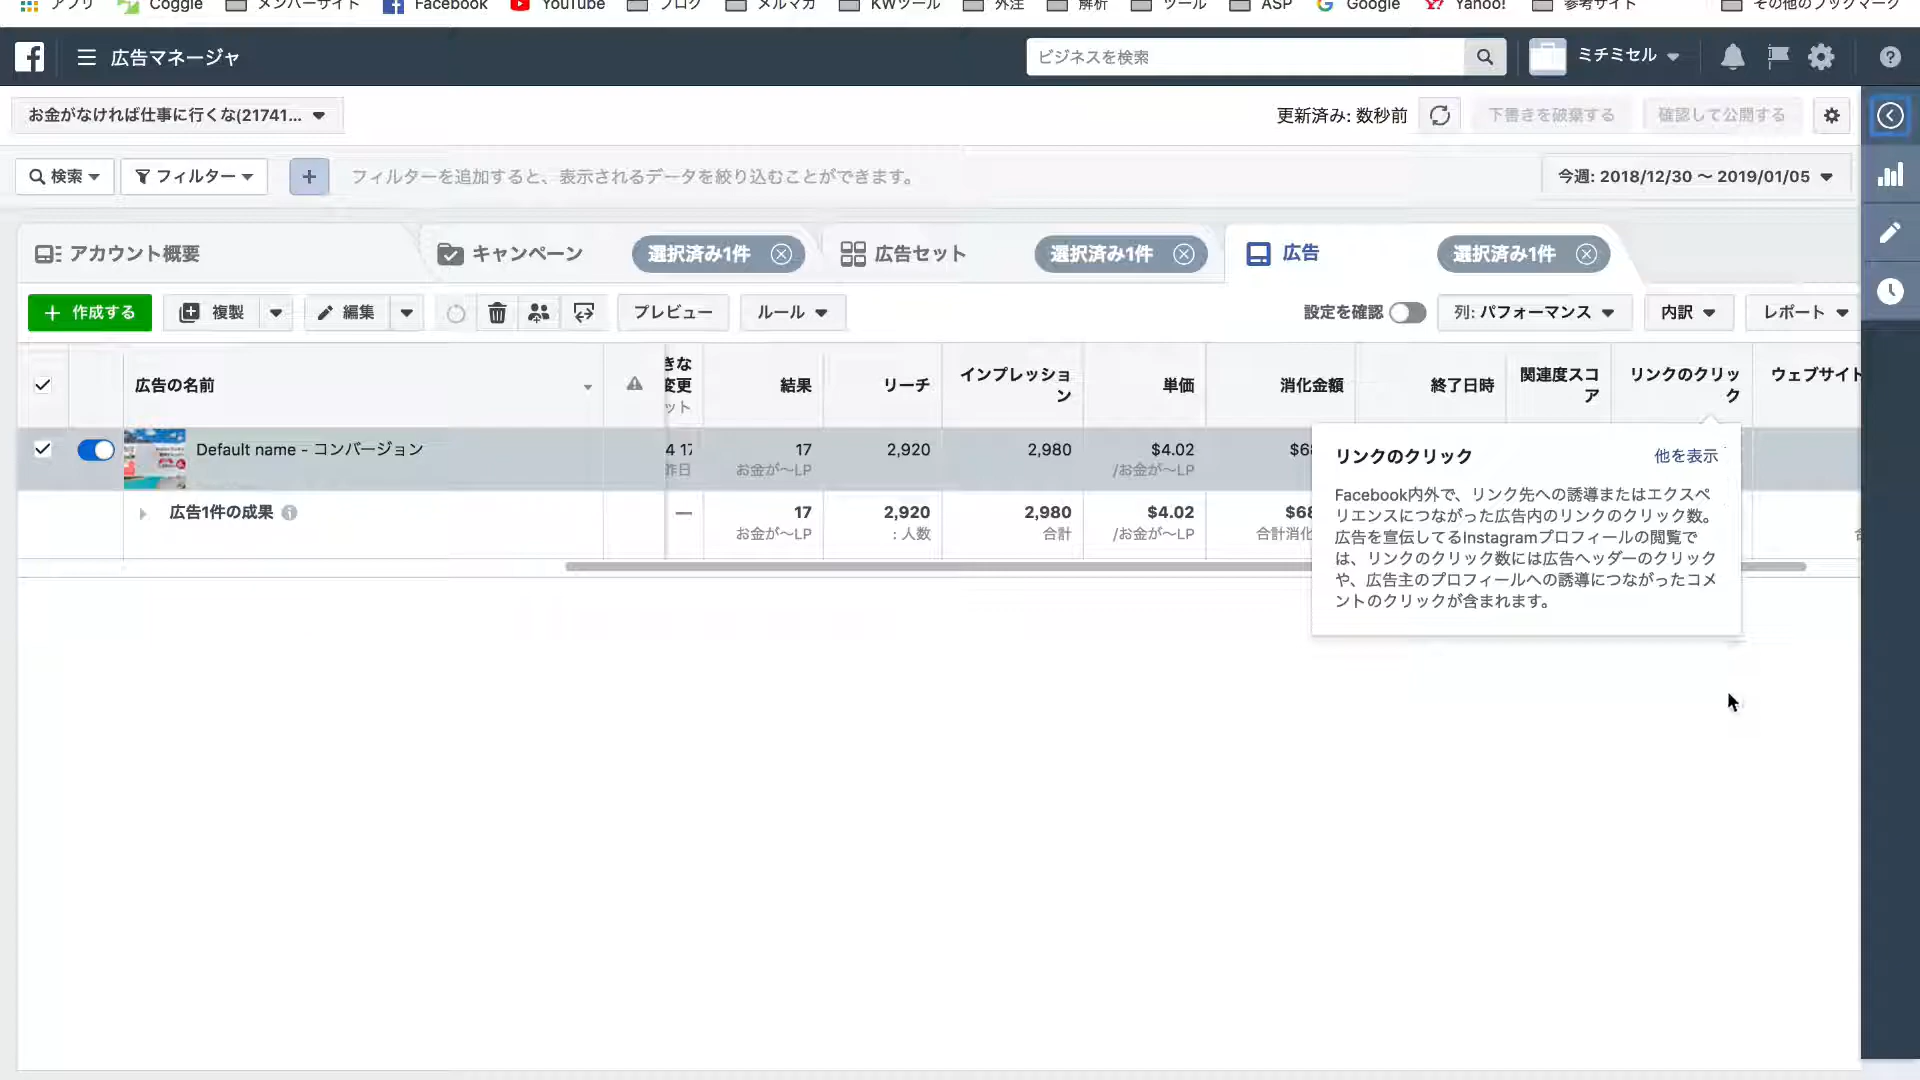 アプリ Coggle メンバーサイト Facebook YouTube ブログ メルマガ KWツール 外注 解析 ツール ASP Google Yahoo! 参考サイト その他のブックマーク
広告マネージャ ビジネスを検索 ミチミセル
お金がなければ仕事に行くな(21741... 更新済み: 数秒前 下書きを破棄する 確認して公開する
検索 フィルター + フィルターを追加すると、表示されるデータを絞り込むことができます。 今週: 2018/12/30 〜 2019/01/05
アカウント概要 キャンペーン 選択済み1件 広告セット 選択済み1件 広告 選択済み1件
+ 作成する 複製 編集 プレビュー ルール 設定を確認 列: パフォーマンス 内訳 レポート
広告の名前 きな
変更
ット 結果 リーチ インプレッショ
ン 単価 消化金額 終了日時 関連度スコ
ア リンクのクリッ
ク ウェブサイト
Default name - コンバージョン 4 17 17 2,920 2,980 $4.02 $68
昨日 お金が〜LP /お金が〜LP
広告1件の成果 — 17 2,920 2,980 $4.02 $68
お金が〜LP : 人数 合計 /お金が〜LP 合計消化
リンクのクリック 他を表示
Facebook内外で、リンク先への誘導またはエクスペ
リエンスにつながった広告内のリンクのクリック数。
広告を宣伝してるInstagramプロフィールの閲覧で
は、リンクのクリック数には広告ヘッダーのクリック
や、広告主のプロフィールへの誘導につながったコメ
ントのクリックが含まれます。